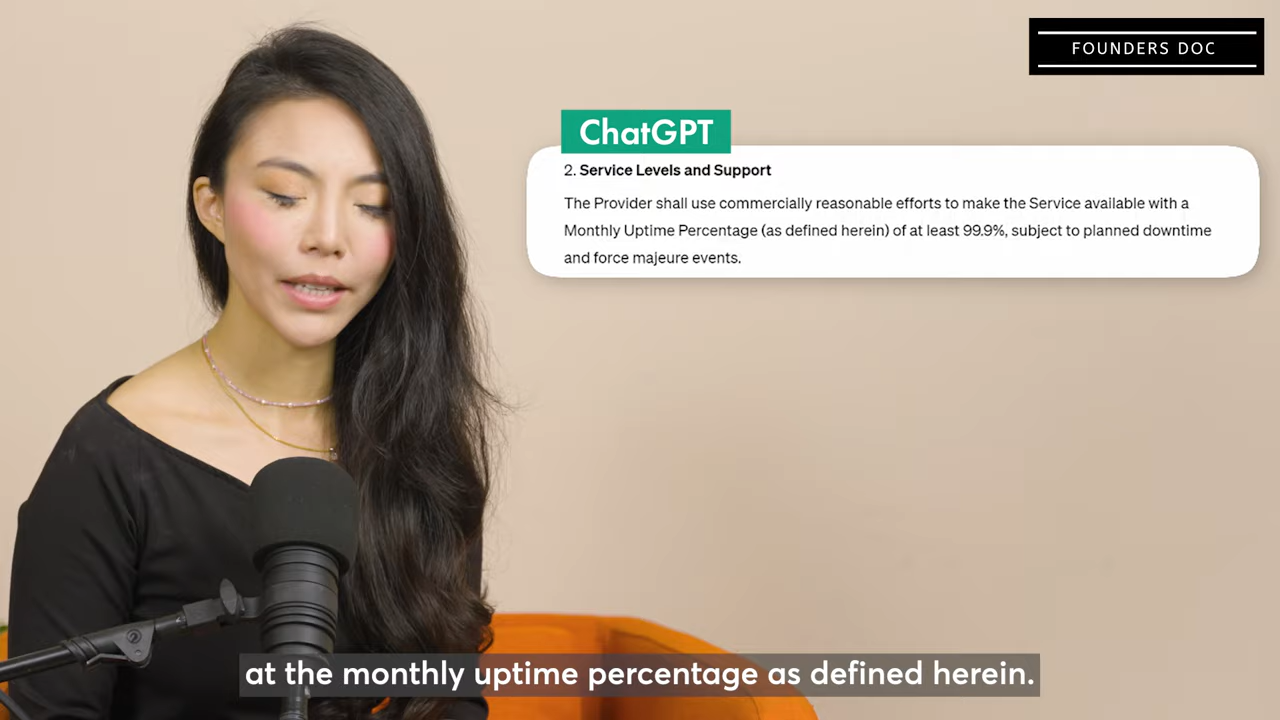 FOUNDERS DOC
ChatGPT
2. Service Levels and Support
The Provider shall use commercially reasonable efforts to make the Service available with a
Monthly Uptime Percentage (as defined herein) of at least 99.9%, subject to planned downtime
and force majeure events.
at the monthly uptime percentage as defined herein.